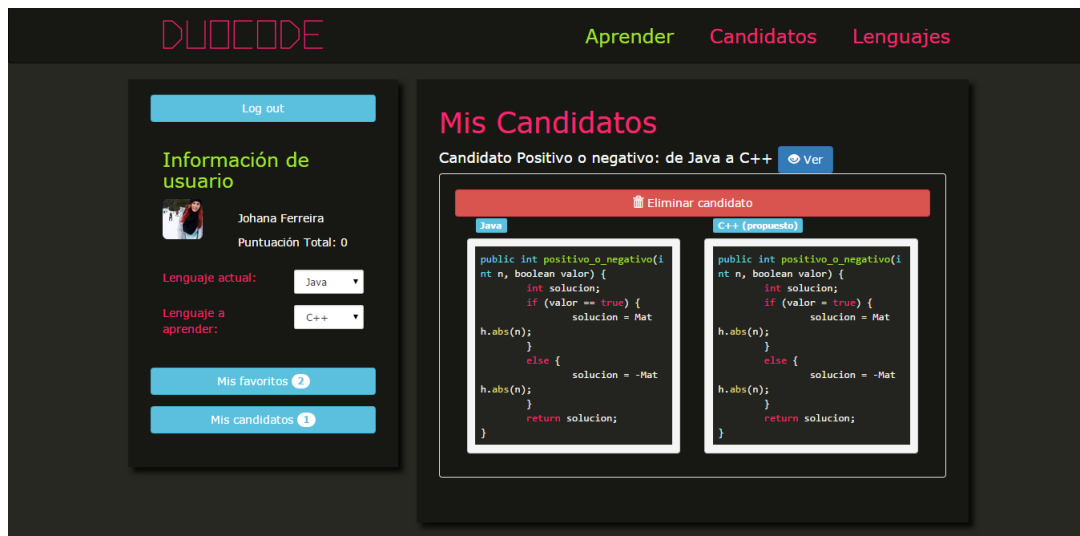 DUOCODE
Aprender Candidatos Lenguajes
Log out
Información de
usuario
Johana Ferreira
Puntuación Total: 0
Lenguaje actual: Java
Lenguaje a
aprender:
C++
Mis favoritos 2
Mis candidatos 1
Mis Candidatos
Candidato Positivo o negativo: de Java a C++ Ver
Eliminar candidato
Java
public int positivo_o_negativo(i
nt n, boolean valor) {
int solucion;
if (valor == true) {
solucion = Mat
h.abs(n);
}
else {
solucion = -Mat
h.abs(n);
}
return solucion;
}
C++ (propuesto)
public int positivo_o_negativo(i
nt n, boolean valor) {
int solucion;
if (valor = true) {
solucion = Mat
h.abs(n);
}
else {
solucion = -Mat
h.abs(n);
}
return solucion;
}